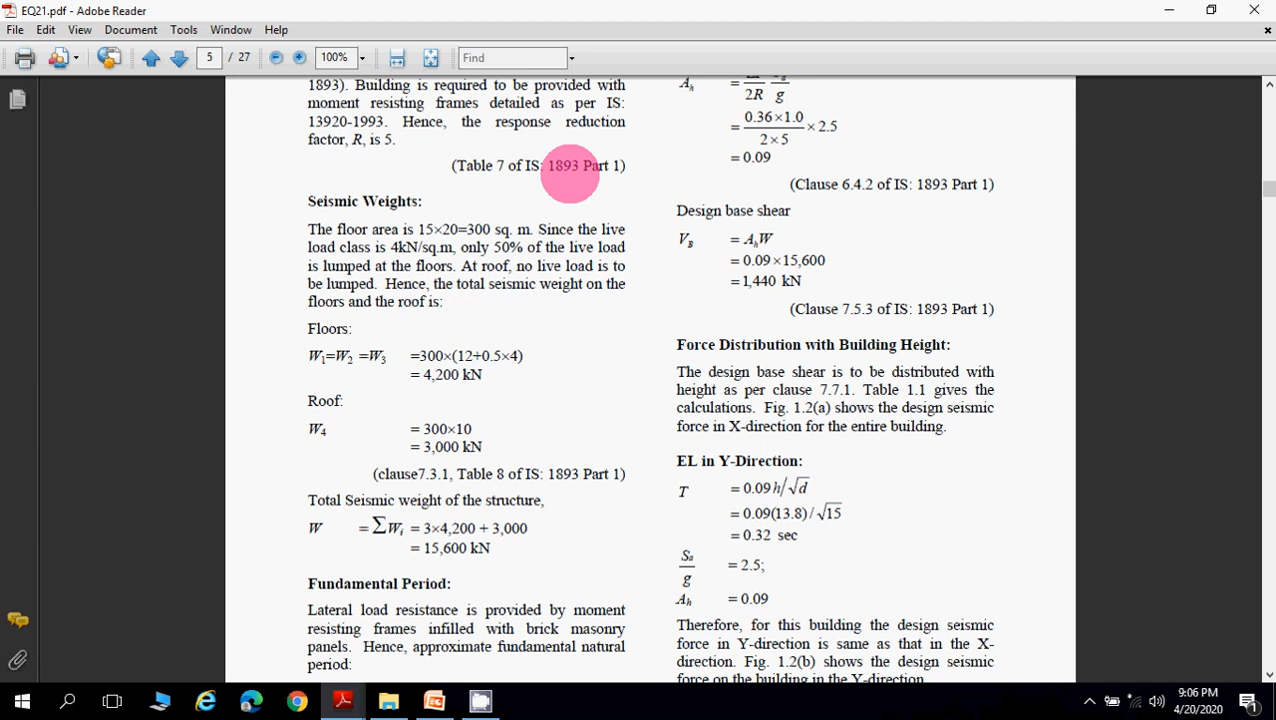 EQ21.pdf - Adobe Reader
File Edit View Document Tools Window Help
5 / 27 100% Find
1893). Building is required to be provided with
moment resisting frames detailed as per IS:
13920-1993. Hence, the response reduction
factor, R, is 5.
(Table 7 of IS: 1893 Part 1)
Seismic Weights:
The floor area is 15×20=300 sq. m. Since the live
load class is 4kN/sq.m, only 50% of the live load
is lumped at the floors. At roof, no live load is to
be lumped. Hence, the total seismic weight on the
floors and the roof is:
Floors:
W1=W2 =W3 =300×(12+0.5×4)
= 4,200 kN
Roof:
W4 = 300×10
= 3,000 kN
(clause7.3.1, Table 8 of IS: 1893 Part 1)
Total Seismic weight of the structure,
W = ∑Wi = 3×4,200 + 3,000
= 15,600 kN
Fundamental Period:
Lateral load resistance is provided by moment
resisting frames infilled with brick masonry
panels. Hence, approximate fundamental natural
period:
Ah = 2R g
= 0.36×1.0
2×5 ×2.5
= 0.09
(Clause 6.4.2 of IS: 1893 Part 1)
Design base shear
VB = AhW
= 0.09×15,600
= 1,440 kN
(Clause 7.5.3 of IS: 1893 Part 1)
Force Distribution with Building Height:
The design base shear is to be distributed with
height as per clause 7.7.1. Table 1.1 gives the
calculations. Fig. 1.2(a) shows the design seismic
force in X-direction for the entire building.
EL in Y-Direction:
T = 0.09 h/√d
= 0.09(13.8)/√15
= 0.32 sec
Sa
g = 2.5;
Ah = 0.09
Therefore, for this building the design seismic
force in Y-direction is same as that in the X-
direction. Fig. 1.2(b) shows the design seismic
force on the building in the Y-direction.
9:06 PM
4/20/2020
1